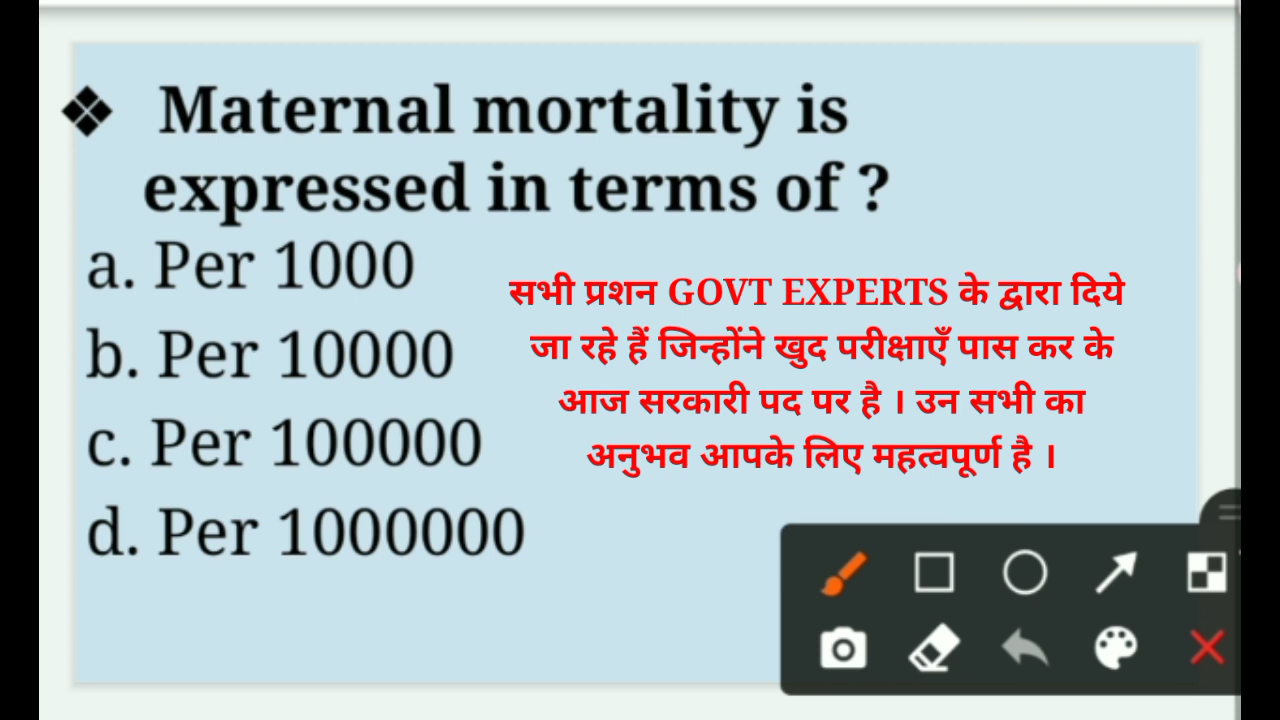 ❖ Maternal mortality is
expressed in terms of ?
a. Per 1000
b. Per 10000
c. Per 100000
d. Per 1000000
सभी प्रशन GOVT EXPERTS के द्वारा दिये
जा रहे हैं जिन्होंने खुद परीक्षाएँ पास कर के
आज सरकारी पद पर है । उन सभी का
अनुभव आपके लिए महत्वपूर्ण है ।